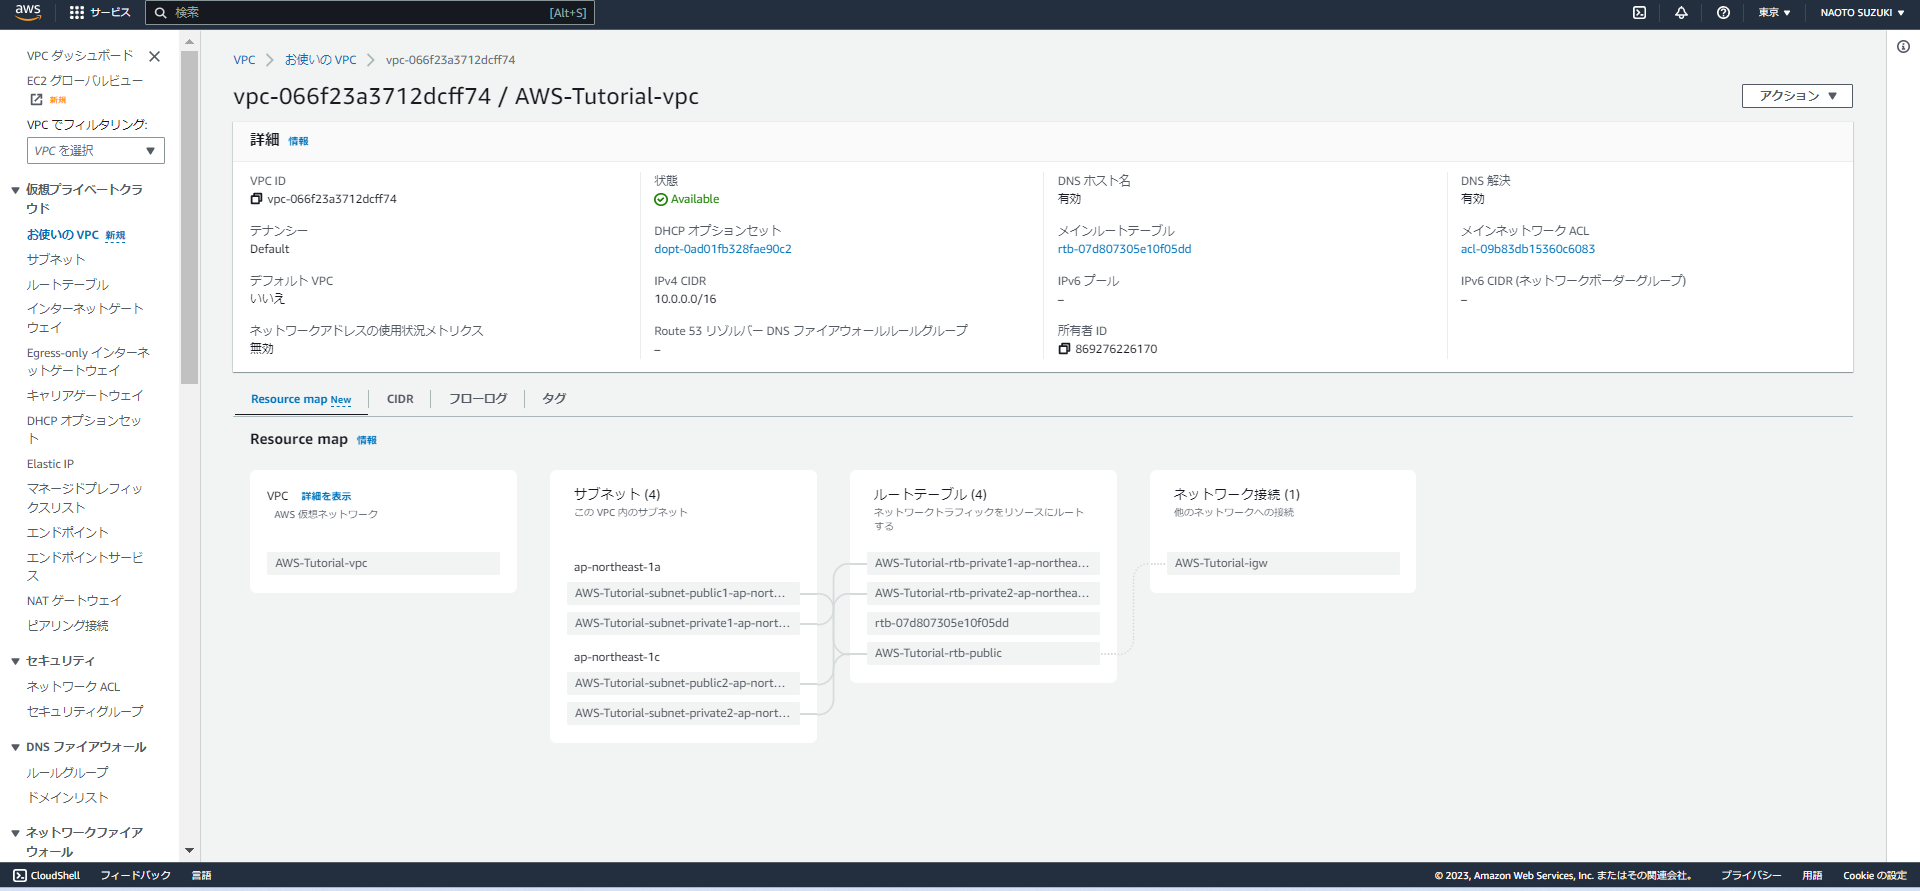 aws
サービス
検索
[Alt+S]
東京
NAOTO SUZUKI
VPC ダッシュボード
EC2 グローバルビュー
新規
VPC でフィルタリング:
VPC を選択
仮想プライベートクラ
ウド
お使いの VPC 新規
サブネット
ルートテーブル
インターネットゲート
ウェイ
Egress-only インターネ
ットゲートウェイ
キャリアゲートウェイ
DHCP オプションセッ
ト
Elastic IP
マネージドプレフィッ
クスリスト
エンドポイント
エンドポイントサービ
ス
NAT ゲートウェイ
ピアリング接続
セキュリティ
ネットワーク ACL
セキュリティグループ
DNS ファイアウォール
ルールグループ
ドメインリスト
ネットワークファイア
ウォール
VPC > お使いの VPC > vpc-066f23a3712dcff74
vpc-066f23a3712dcff74 / AWS-Tutorial-vpc
アクション
詳細 情報
VPC ID
vpc-066f23a3712dcff74
状態
Available
DNS ホスト名
有効
DNS 解決
有効
テナンシー
Default
DHCP オプションセット
dopt-0ad01fb328fae90c2
メインルートテーブル
rtb-07d807305e10f05dd
メインネットワーク ACL
acl-09b83db15360c6083
デフォルト VPC
いいえ
IPv4 CIDR
10.0.0.0/16
IPv6 プール
–
IPv6 CIDR (ネットワークボーダーグループ)
–
ネットワークアドレスの使用状況メトリクス
無効
Route 53 リゾルバー DNS ファイアウォールルールグループ
–
所有者 ID
869276226170
Resource map New
CIDR
フローログ
タグ
Resource map 情報
VPC 詳細を表示
AWS 仮想ネットワーク
AWS-Tutorial-vpc
サブネット (4)
この VPC 内のサブネット
ap-northeast-1a
AWS-Tutorial-subnet-public1-ap-nort...
AWS-Tutorial-subnet-private1-ap-nort...
ap-northeast-1c
AWS-Tutorial-subnet-public2-ap-nort...
AWS-Tutorial-subnet-private2-ap-nort...
ルートテーブル (4)
ネットワークトラフィックをリソースにルート
する
AWS-Tutorial-rtb-private1-ap-northea...
AWS-Tutorial-rtb-private2-ap-northea...
rtb-07d807305e10f05dd
AWS-Tutorial-rtb-public
ネットワーク接続 (1)
他のネットワークへの接続
AWS-Tutorial-igw
CloudShell
フィードバック
言語
© 2023, Amazon Web Services, Inc. またはその関連会社。
プライバシー
用語
Cookie の設定